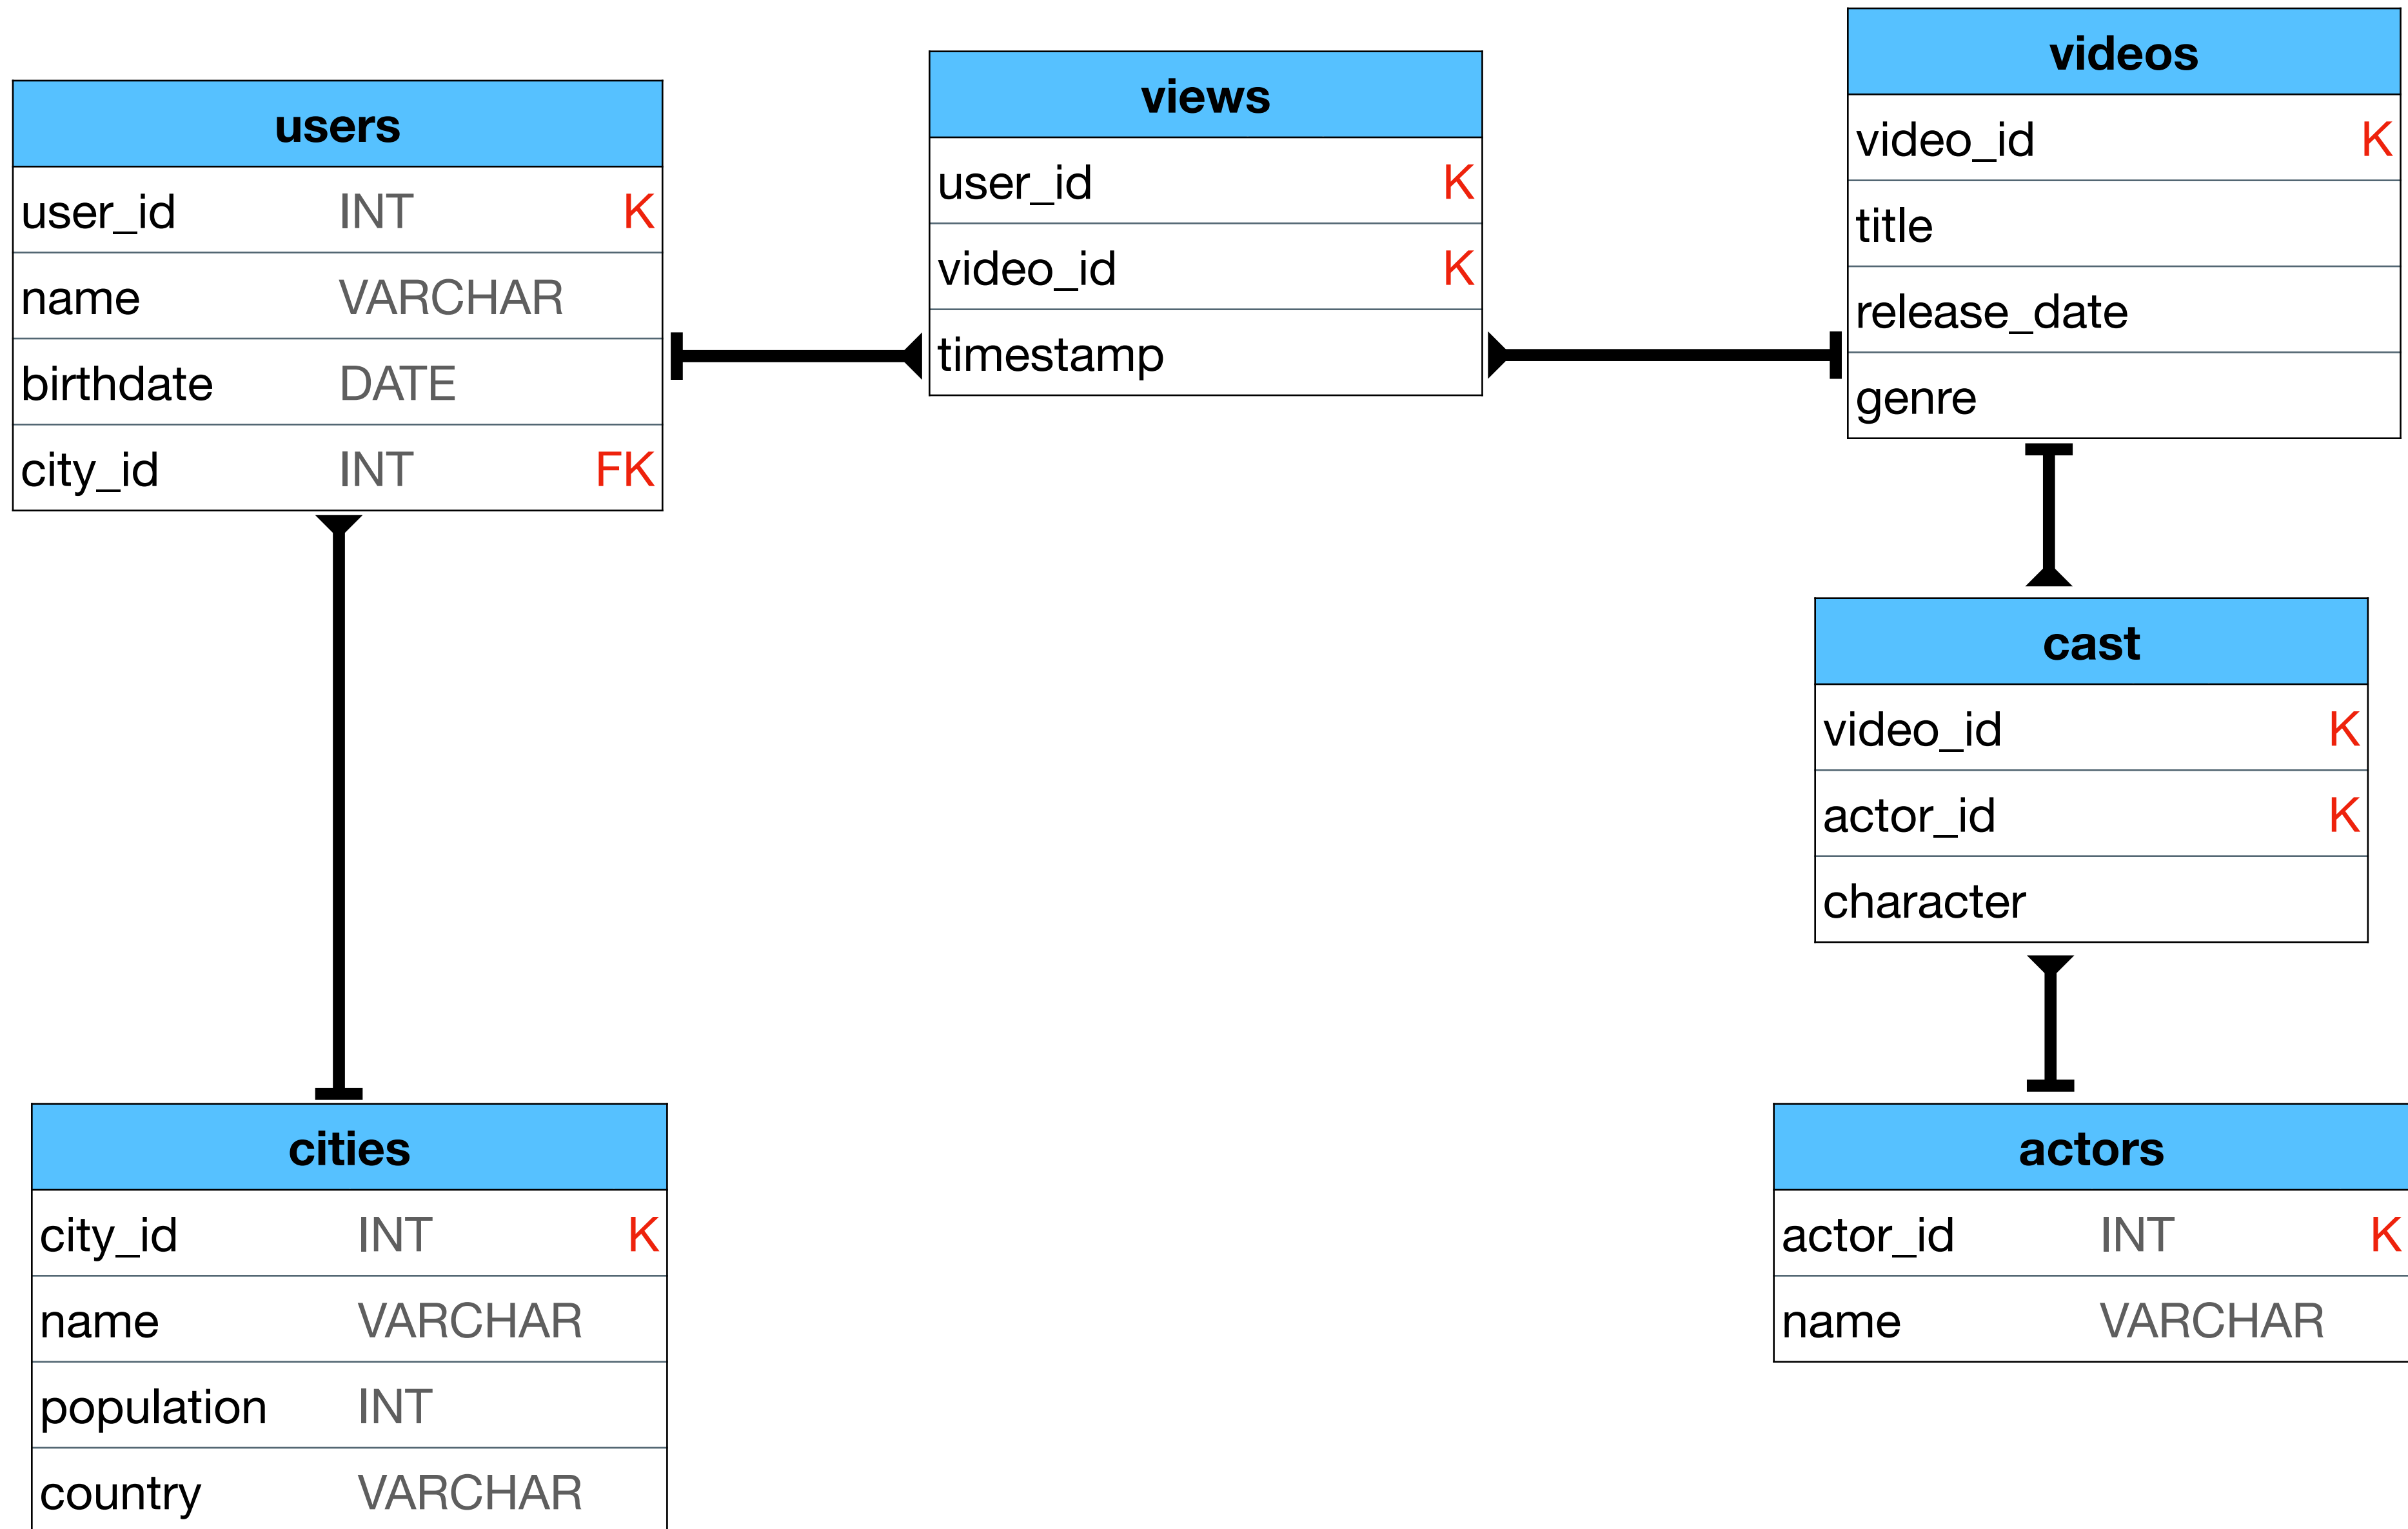 users
user_id INT K
name VARCHAR
birthdate DATE
city_id INT FK
views
user_id K
video_id K
timestamp
videos
video_id K
title
release_date
genre
cast
video_id K
actor_id K
character
cities
city_id INT K
name VARCHAR
population INT
country VARCHAR
actors
actor_id INT K
name VARCHAR